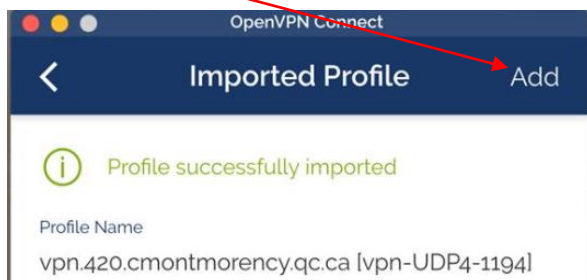 OpenVPN Connect
Imported Profile Add
Profile successfully imported
Profile Name
vpn.420.cmontmorency.qc.ca [vpn-UDP4-1194]